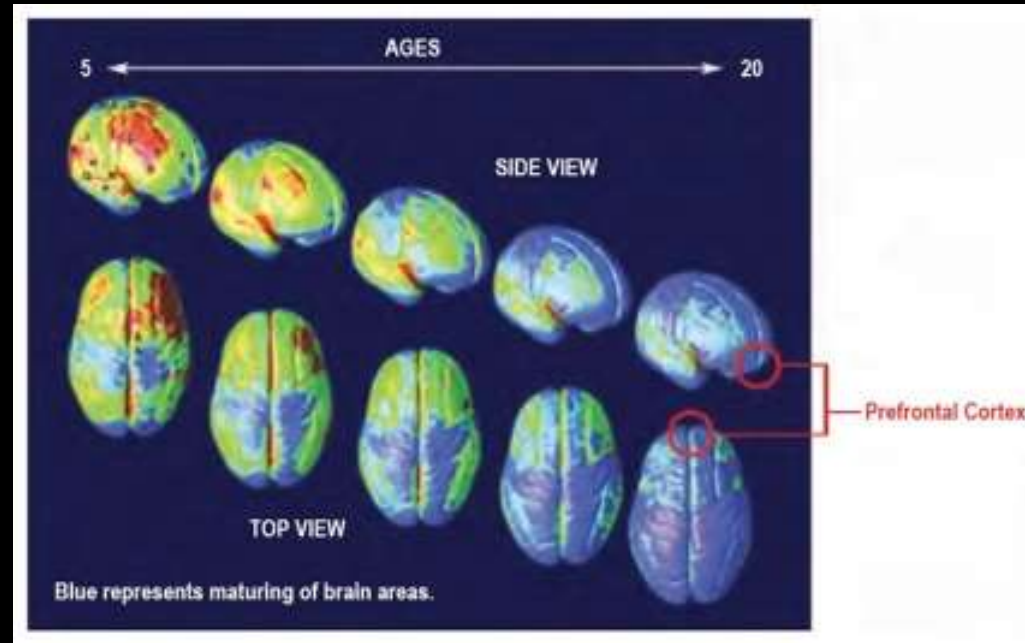 AGES
5 20
SIDE VIEW
Prefrontal Cortex
TOP VIEW
Blue represents maturing of brain areas.